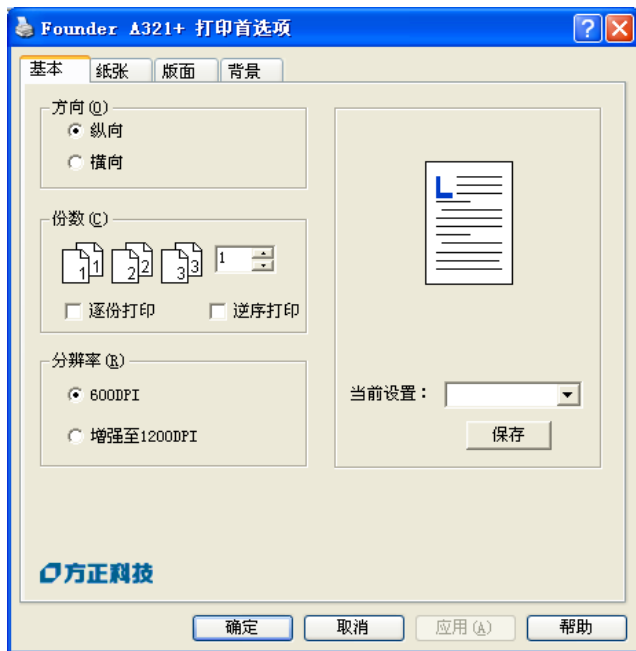 Founder A321+ 打印首选项
基本 纸张 版面 背景
方向(O)
纵向
横向
份数(C)
1 1 2 2 3 3 1
逐份打印 逆序打印
分辨率(R)
600DPI
增强至1200DPI
L
当前设置：
保存
方正科技
确定 取消 应用(A) 帮助